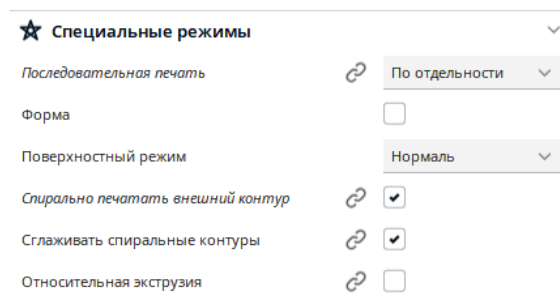 Специальные режимы
Последовательная печать По отдельности
Форма
Поверхностный режим Нормаль
Спирально печатать внешний контур
Сглаживать спиральные контуры
Относительная экструзия